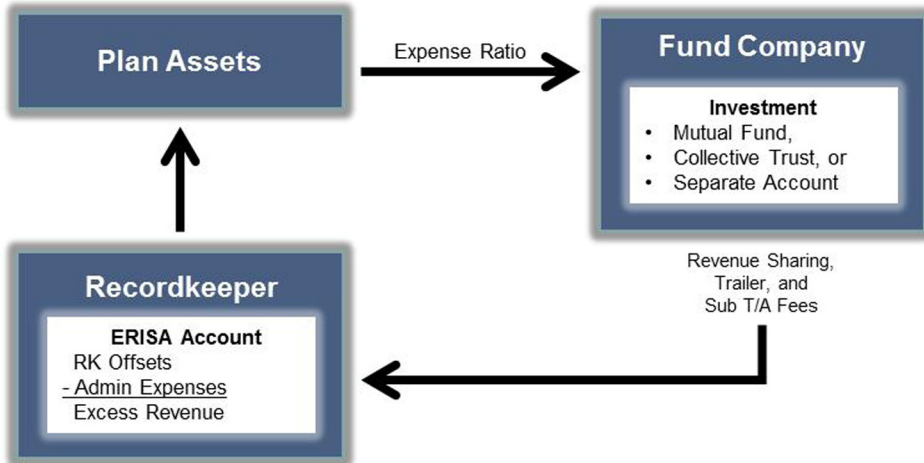 Plan Assets
Expense Ratio
Fund Company
Investment
• Mutual Fund,
• Collective Trust, or
• Separate Account
Revenue Sharing,
Trailer, and
Sub T/A Fees
Recordkeeper
ERISA Account
RK Offsets
- Admin Expenses
Excess Revenue